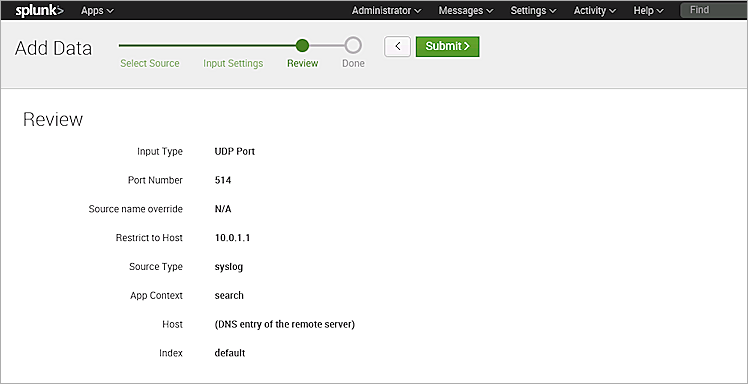 splunk> Apps Administrator Messages Settings Activity Help Find
Add Data Select Source Input Settings Review Done < Submit >
Review
Input Type UDP Port
Port Number 514
Source name override N/A
Restrict to Host 10.0.1.1
Source Type syslog
App Context search
Host (DNS entry of the remote server)
Index default